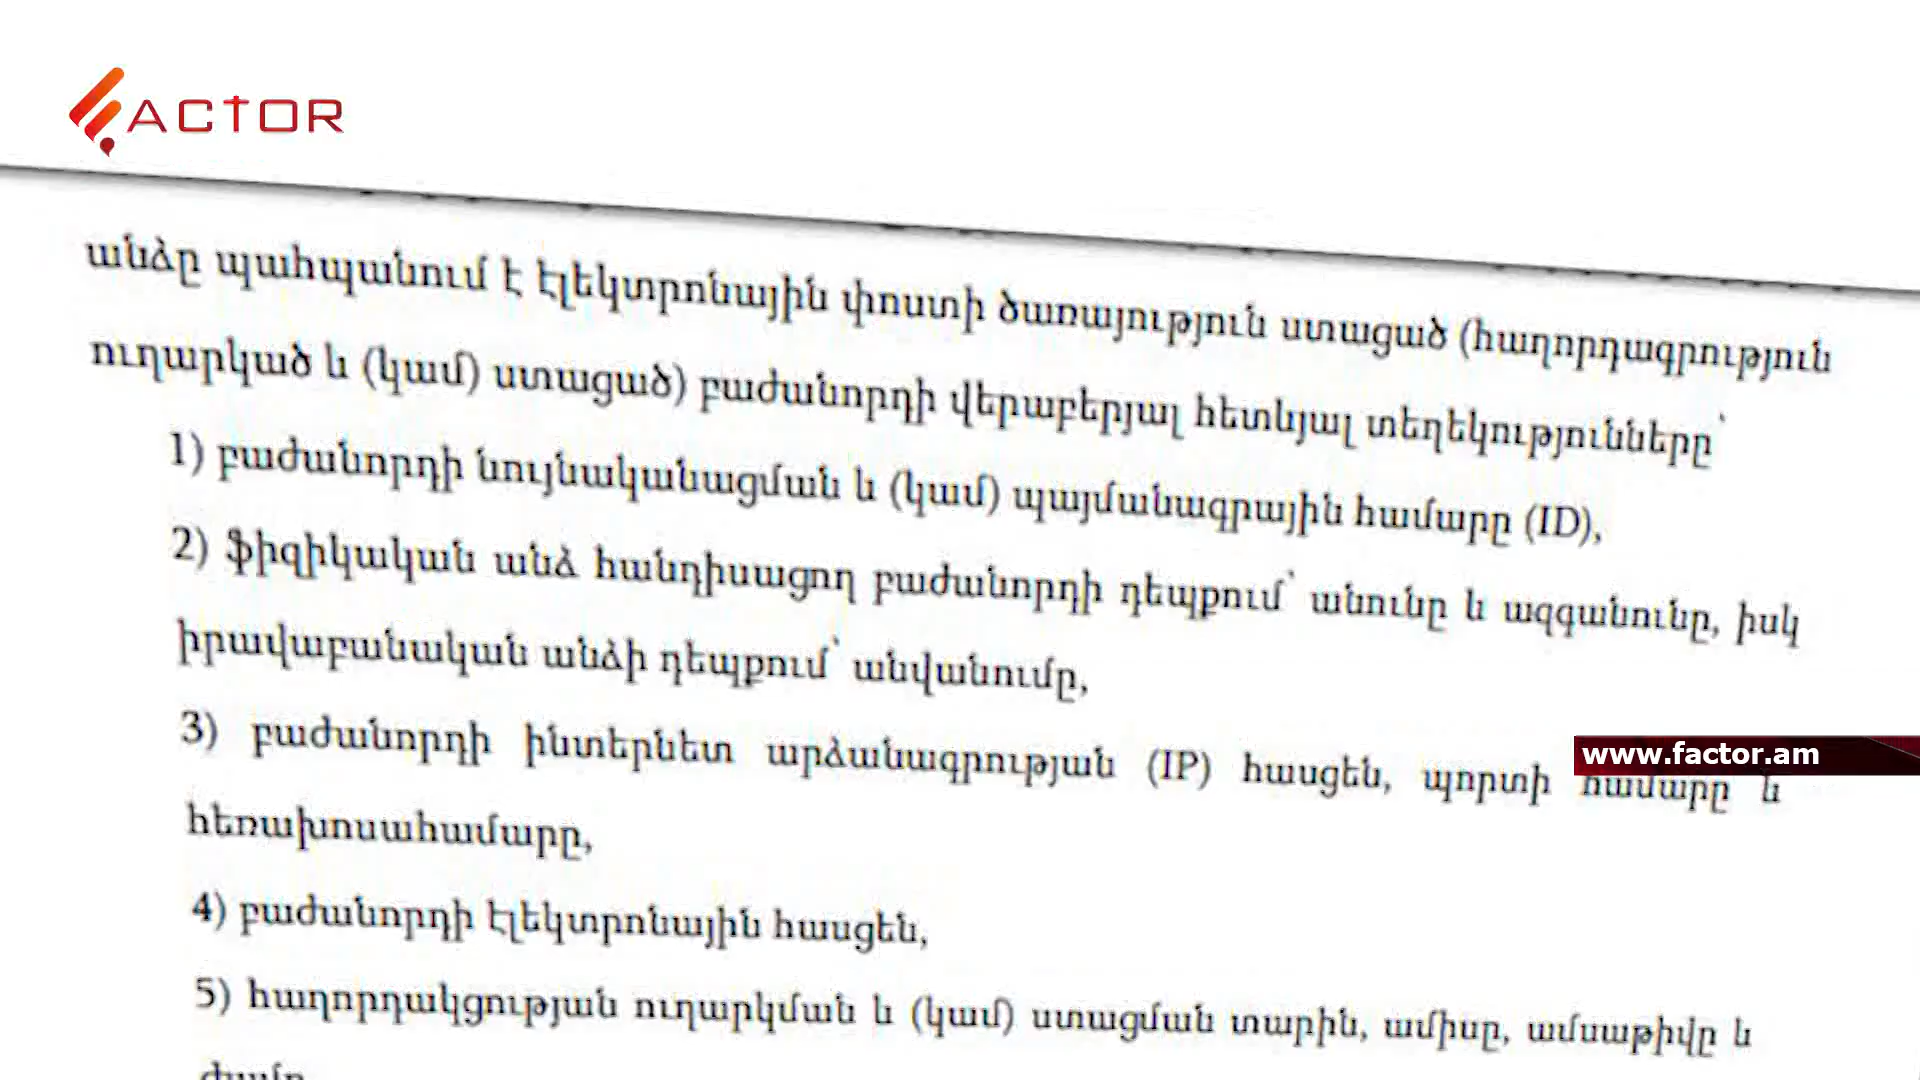 ACTOR
անձը պահպանում է էլեկտրոնային փոստի ծառայություն ստացած (հաղորդագրություն
ուղարկած և (կամ) ստացած) բաժանորդի վերաբերյալ հետևյալ տեղեկությունները՝
1) բաժանորդի նույնականացման և (կամ) պայմանագրային համարը (ID),
2) ֆիզիկական անձ հանդիսացող բաժանորդի դեպքում՝ անունը և ազգանունը, իսկ
իրավաբանական անձի դեպքում՝ անվանումը,
3) բաժանորդի ինտերնետ արձանագրության (IP) հասցեն, պորտի համարը և
www.factor.am
հեռախոսահամարը,
4) բաժանորդի էլեկտրոնային հասցեն,
5) հաղորդակցության ուղարկման և (կամ) ստացման տարին, ամիսը, ամսաթիվը և